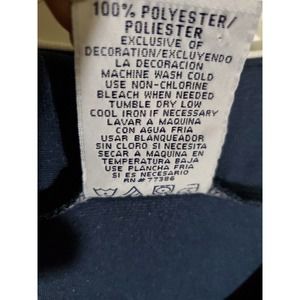 100% POLYESTER/
POLIESTER
EXCLUSIVE OF
DECORATION/EXCLUYENDO
LA DECORACION
MACHINE WASH COLD
USE NON-CHLORINE
BLEACH WHEN NEEDED
TUMBLE DRY LOW
COOL IRON IF NECESSARY
LAVAR A MAQUINA
CON AGUA FRIA
USAR BLANQUEADOR
SIN CLORO SI NECESITA
SECAR A MAQUINA EN
TEMPERATURA BAJA
USE PLANCHA FRIA
SI ES NECESARIO
RN# 77386